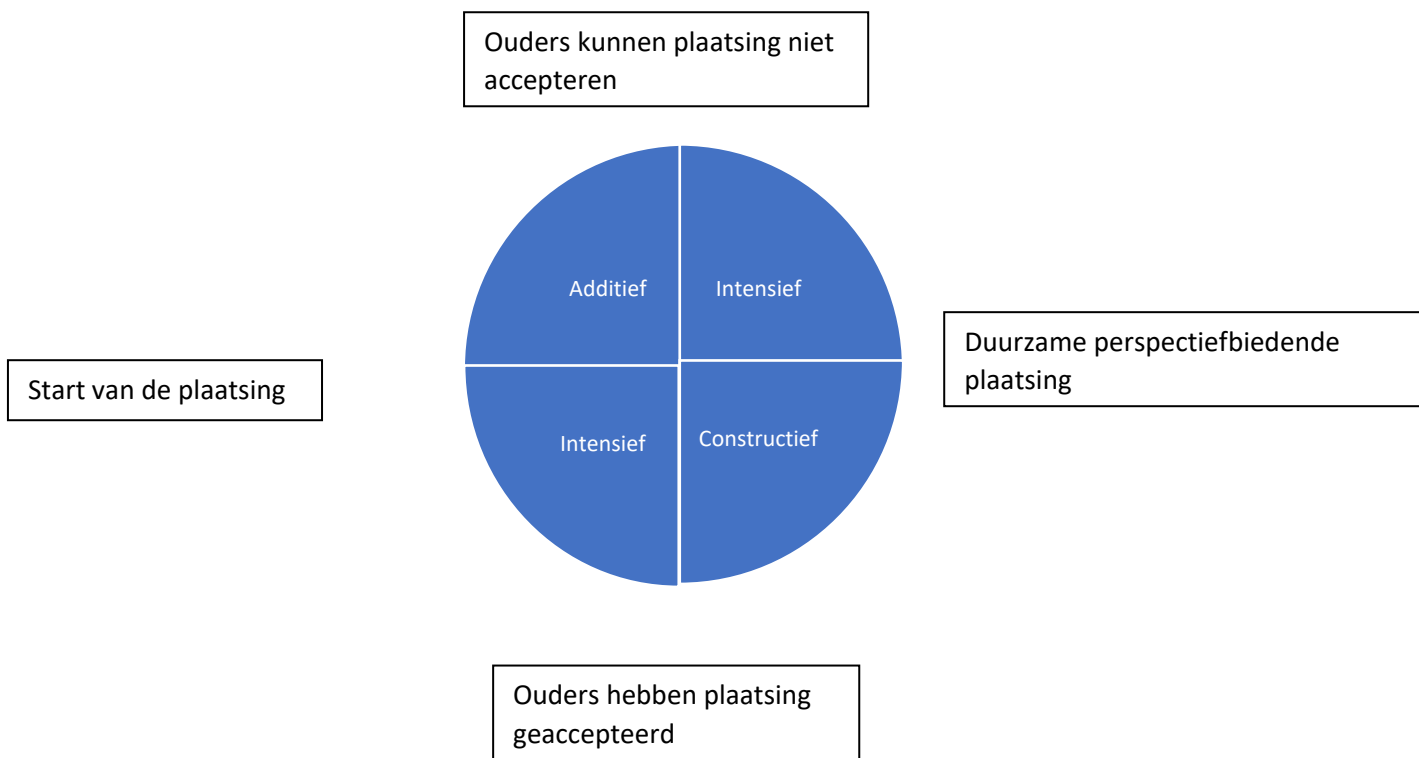 Ouders kunnen plaatsing niet
accepteren
Additief
Intensief
Duurzame perspectiefbiedende
plaatsing
Start van de plaatsing
Intensief
Constructief
Ouders hebben plaatsing
geaccepteerd